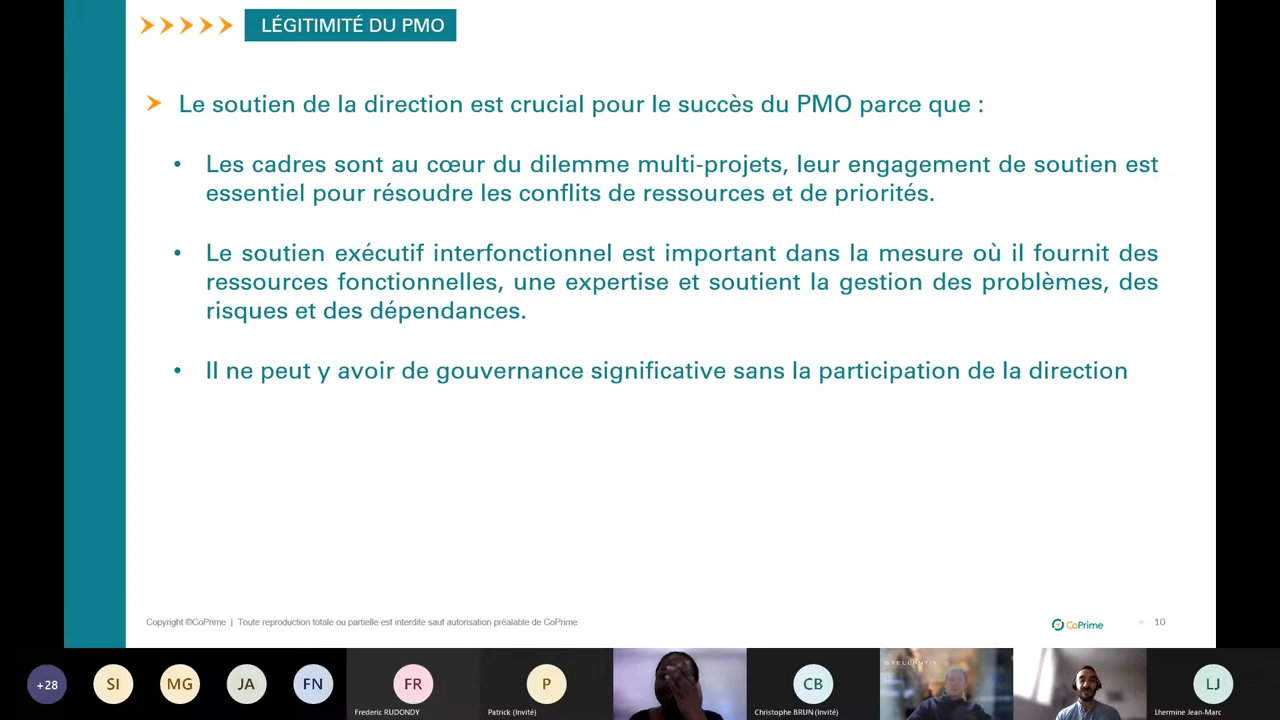 LÉGITIMITÉ DU PMO
Le soutien de la direction est crucial pour le succès du PMO parce que :
• Les cadres sont au cœur du dilemme multi-projets, leur engagement de soutien est
essentiel pour résoudre les conflits de ressources et de priorités.
• Le soutien exécutif interfonctionnel est important dans la mesure où il fournit des
ressources fonctionnelles, une expertise et soutient la gestion des problèmes, des
risques et des dépendances.
• Il ne peut y avoir de gouvernance significative sans la participation de la direction
Copyright ©CoPrime | Toute reproduction totale ou partielle est interdite sauf autorisation préalable de CoPrime
CoPrime
10
+28
SI
MG
JA
FN
FR
Frederic RUDONDY
P
Patrick (Invité)
CB
Christophe BRUN (Invité)
STELLANTIS
LJ
Lhermine Jean-Marc